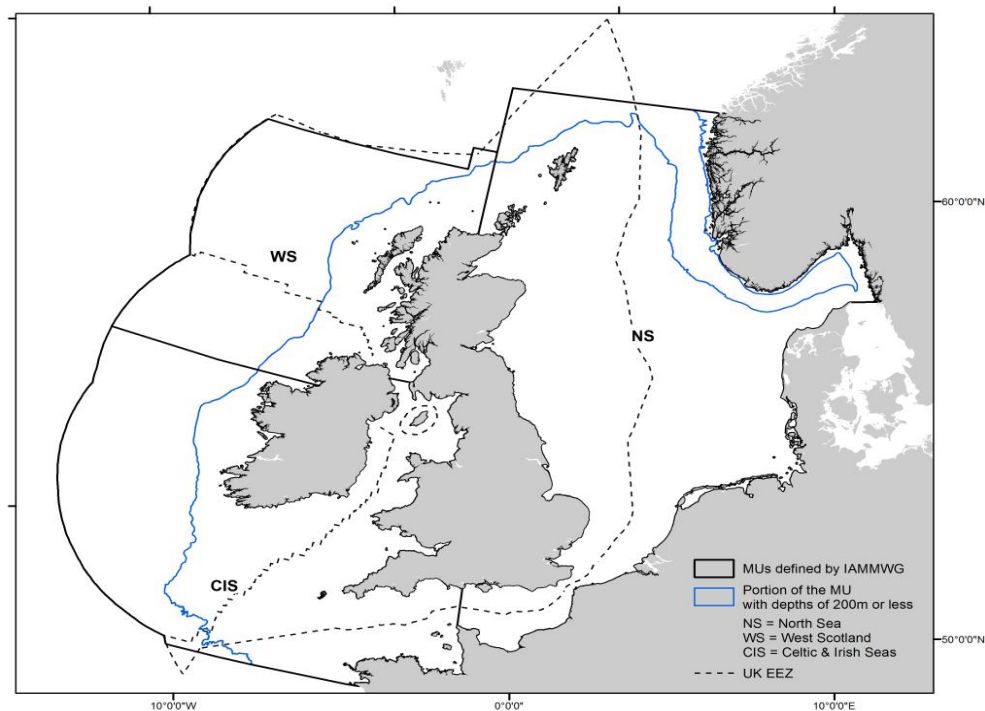 60°0'0"N
WS
NS
CIS
MUs defined by IAMMWG
Portion of the MU
with depths of 200m or less
NS = North Sea
WS = West Scotland
CIS = Celtic & Irish Seas
UK EEZ
50°0'0"N
10°0'0"W
0°0'0"
10°0'0"E